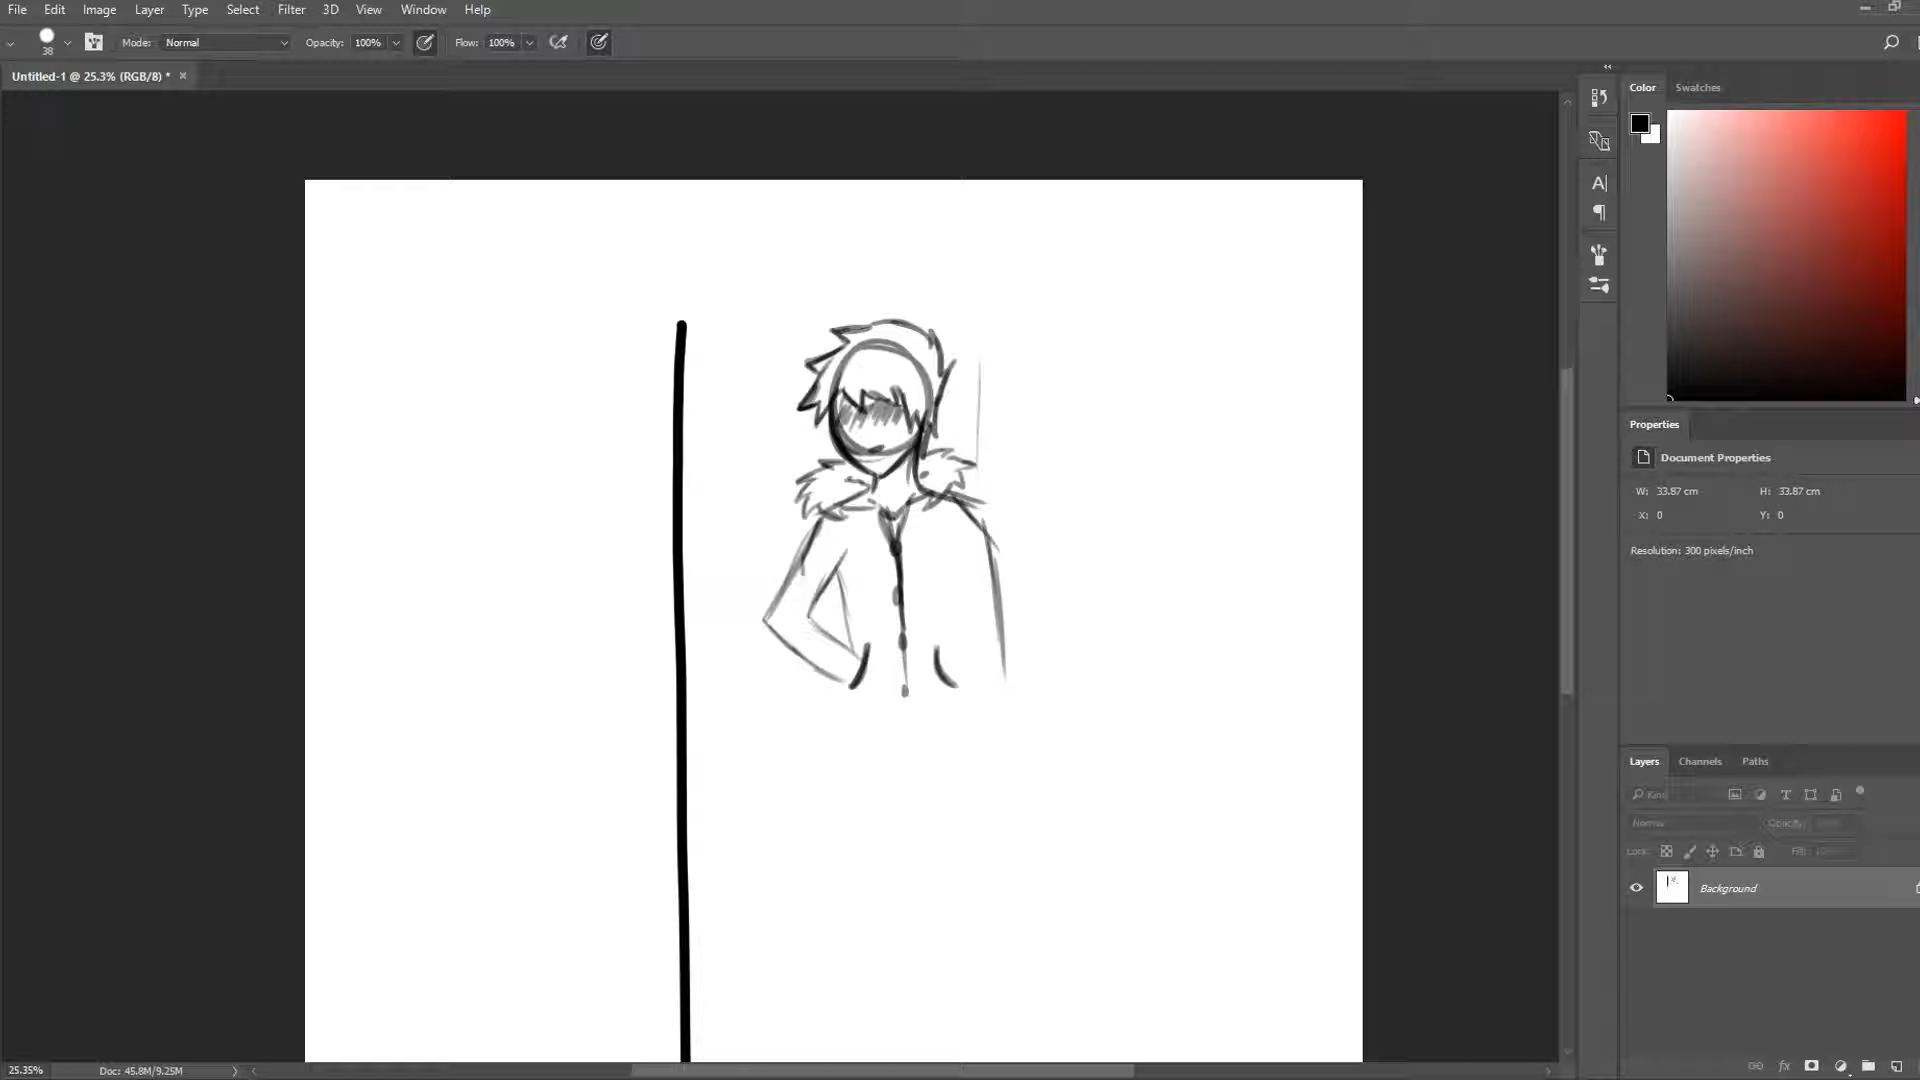 File Edit Image Layer Type Select Filter 3D View Window Help
38 Mode: Normal Opacity: 100% Flow: 100%
Untitled-1 @ 25.3% (RGB/8) *
Color Swatches
Properties
Document Properties
W: 33.87 cm H: 33.87 cm
X: 0 Y: 0
Resolution: 300 pixels/inch
Layers Channels Paths
Kind
Normal Opacity:
Lock: Fill:
Background
fx
25.35% Doc: 45.8M/9.25M